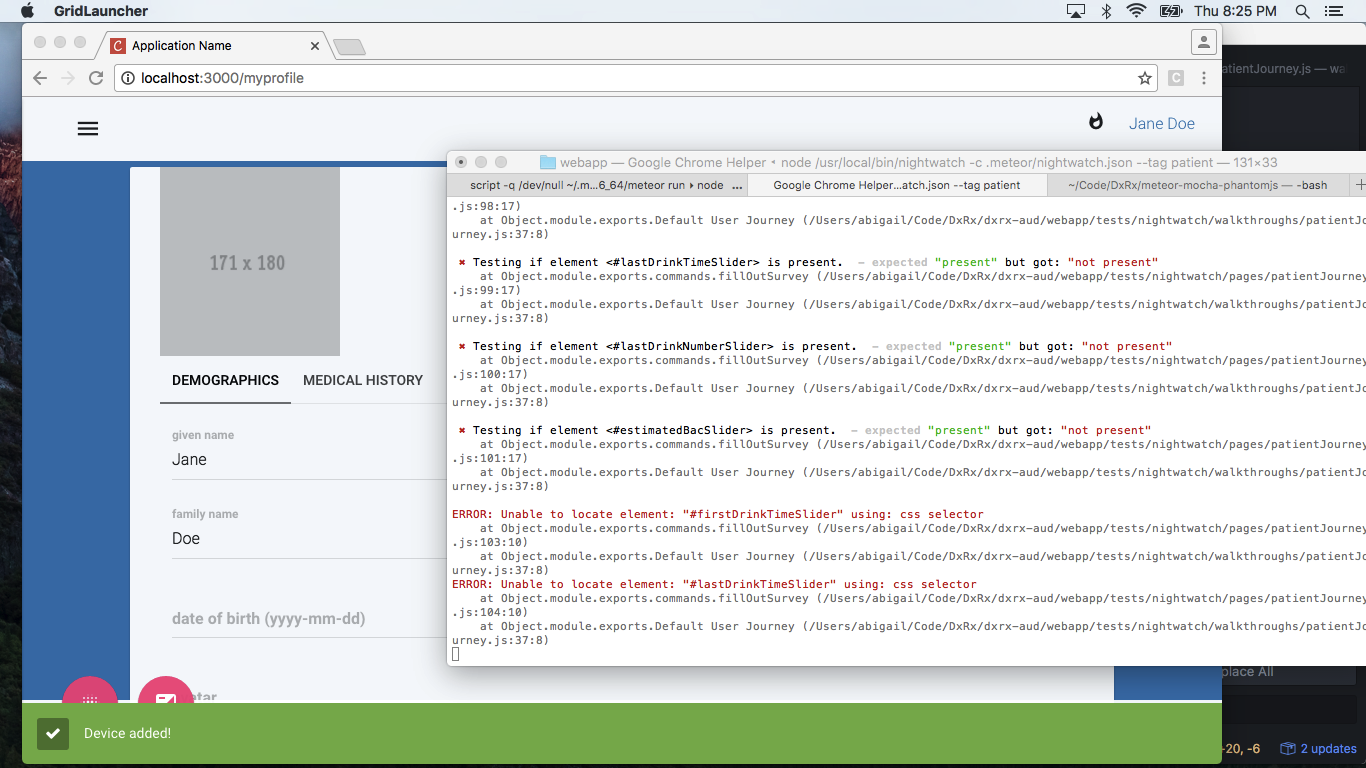 GridLauncher
Thu 8:25 PM
Application Name
localhost:3000/myprofile
C
atientJourney.js — wa
Jane Doe
171 x 180
DEMOGRAPHICS
MEDICAL HISTORY
given name
Jane
family name
Doe
date of birth (yyyy-mm-dd)
atar
Device added!
webapp — Google Chrome Helper • node /usr/local/bin/nightwatch -c .meteor/nightwatch.json --tag patient — 131×33
script -q /dev/null ~/.m...6_64/meteor run ▸ node ...
Google Chrome Helper...atch.json --tag patient
~/Code/DxRx/meteor-mocha-phantomjs — -bash
.js:98:17)
at Object.module.exports.Default User Journey (/Users/abigail/Code/DxRx/dxrx-aud/webapp/tests/nightwatch/walkthroughs/patientJo
urney.js:37:8)
✖ Testing if element <#lastDrinkTimeSlider> is present.  – expected "present" but got: "not present"
at Object.module.exports.commands.fillOutSurvey (/Users/abigail/Code/DxRx/dxrx-aud/webapp/tests/nightwatch/pages/patientJourney
.js:99:17)
at Object.module.exports.Default User Journey (/Users/abigail/Code/DxRx/dxrx-aud/webapp/tests/nightwatch/walkthroughs/patientJo
urney.js:37:8)
✖ Testing if element <#lastDrinkNumberSlider> is present.  – expected "present" but got: "not present"
at Object.module.exports.commands.fillOutSurvey (/Users/abigail/Code/DxRx/dxrx-aud/webapp/tests/nightwatch/pages/patientJourney
.js:100:17)
at Object.module.exports.Default User Journey (/Users/abigail/Code/DxRx/dxrx-aud/webapp/tests/nightwatch/walkthroughs/patientJo
urney.js:37:8)
✖ Testing if element <#estimatedBacSlider> is present.  – expected "present" but got: "not present"
at Object.module.exports.commands.fillOutSurvey (/Users/abigail/Code/DxRx/dxrx-aud/webapp/tests/nightwatch/pages/patientJourney
.js:101:17)
at Object.module.exports.Default User Journey (/Users/abigail/Code/DxRx/dxrx-aud/webapp/tests/nightwatch/walkthroughs/patientJo
urney.js:37:8)
ERROR: Unable to locate element: "#firstDrinkTimeSlider" using: css selector
at Object.module.exports.commands.fillOutSurvey (/Users/abigail/Code/DxRx/dxrx-aud/webapp/tests/nightwatch/pages/patientJourney
.js:103:10)
at Object.module.exports.Default User Journey (/Users/abigail/Code/DxRx/dxrx-aud/webapp/tests/nightwatch/walkthroughs/patientJo
urney.js:37:8)
ERROR: Unable to locate element: "#lastDrinkTimeSlider" using: css selector
at Object.module.exports.commands.fillOutSurvey (/Users/abigail/Code/DxRx/dxrx-aud/webapp/tests/nightwatch/pages/patientJourney
.js:104:10)
at Object.module.exports.Default User Journey (/Users/abigail/Code/DxRx/dxrx-aud/webapp/tests/nightwatch/walkthroughs/patientJo
urney.js:37:8)
place All
-20, -6
2 updates